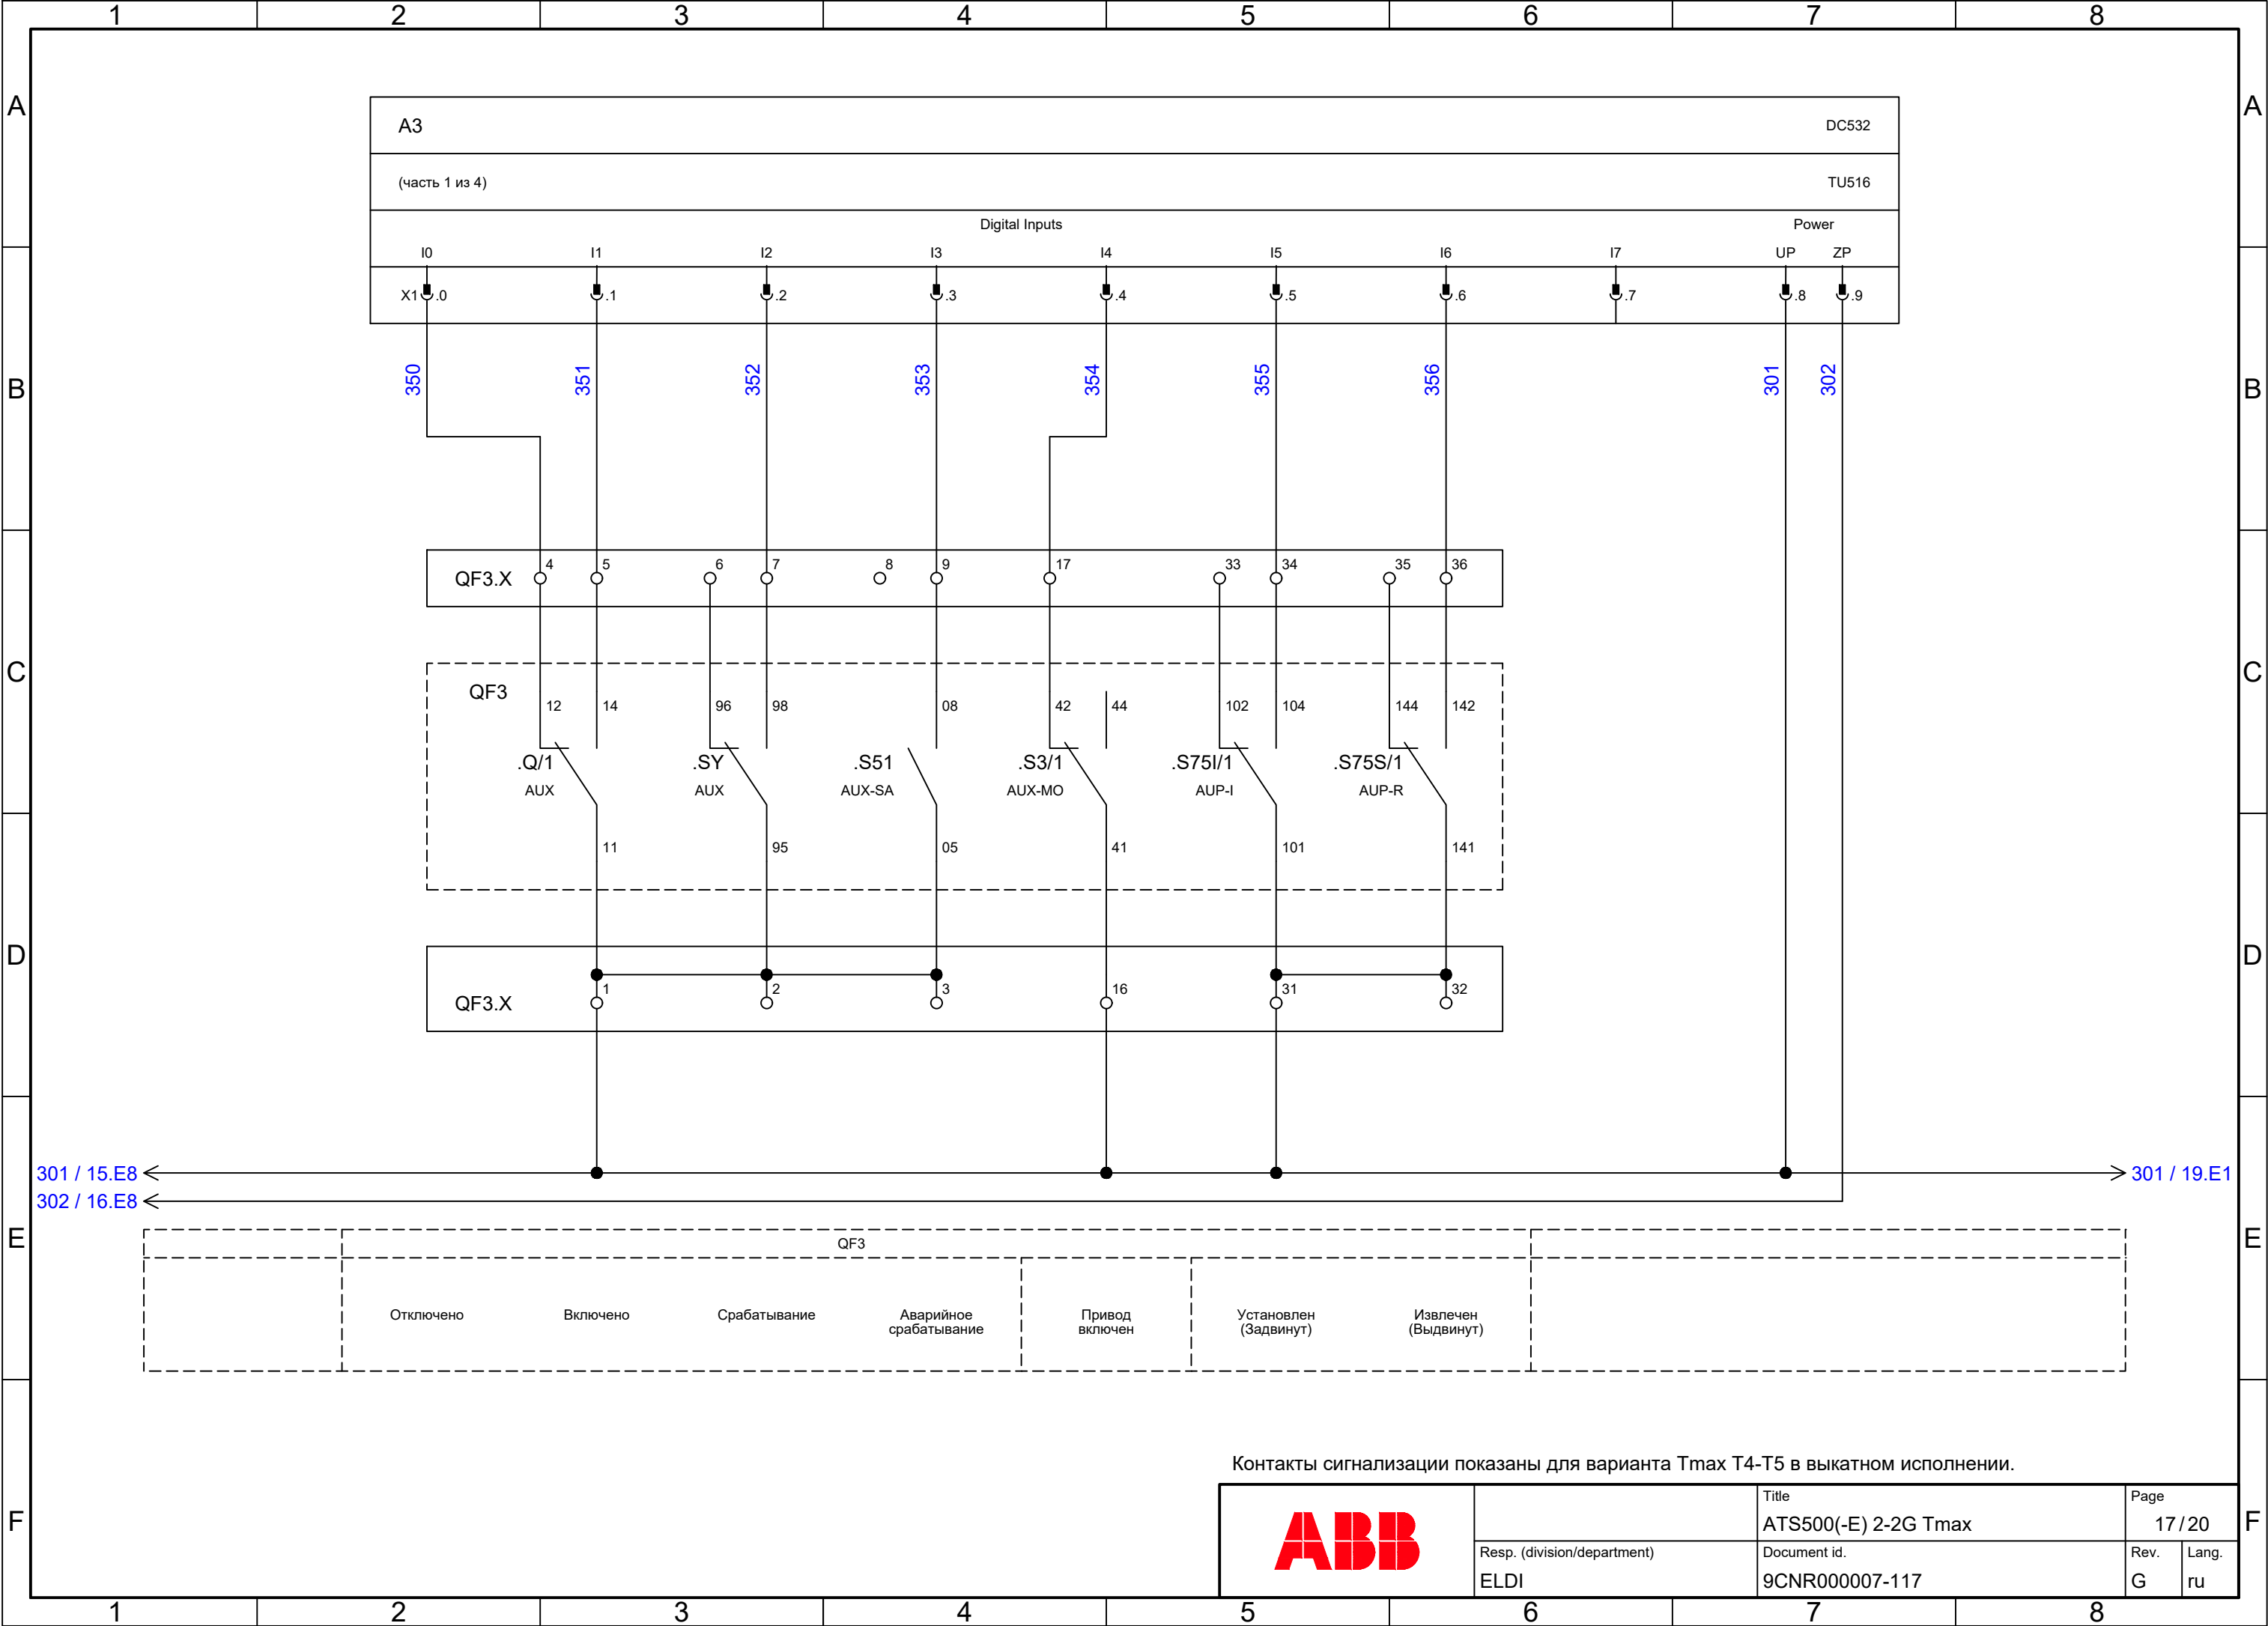 1 2 3 4 5 6 7 8
A A
A3 DC532
(часть 1 из 4) TU516
Digital Inputs Power
I0 I1 I2 I3 I4 I5 I6 I7 UP ZP
X1 .0 .1 .2 .3 .4 .5 .6 .7 .8 .9
B B
350 351 352 353 354 355 356 301 302
QF3.X 4 5 6 7 8 9 17 33 34 35 36
C C
QF3
12 14 96 98 08 42 44 102 104 144 142
.Q/1 .SY .S51 .S3/1 .S75I/1 .S75S/1
AUX AUX AUX-SA AUX-MO AUP-I AUP-R
11 95 05 41 101 141
D D
QF3.X 1 2 3 16 31 32
301 / 15.E8 301 / 19.E1
302 / 16.E8
E E
QF3
Отключено Включено Срабатывание Аварийное срабатывание Привод включен Установлен (Задвинут) Извлечен (Выдвинут)
Контакты сигнализации показаны для варианта Tmax T4-T5 в выкатном исполнении.
F F
ABB
Title Page
ATS500(-E) 2-2G Tmax 17 / 20
Resp. (division/department) Document id. Rev. Lang.
ELDI 9CNR000007-117 G ru
1 2 3 4 5 6 7 8